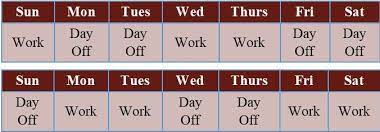 Sun Mon Tues Wed Thurs Fri Sat
Work Day Off Day Off Work Work Day Off Day Off
Sun Mon Tues Wed Thurs Fri Sat
Day Off Work Work Day Off Day Off Work Work